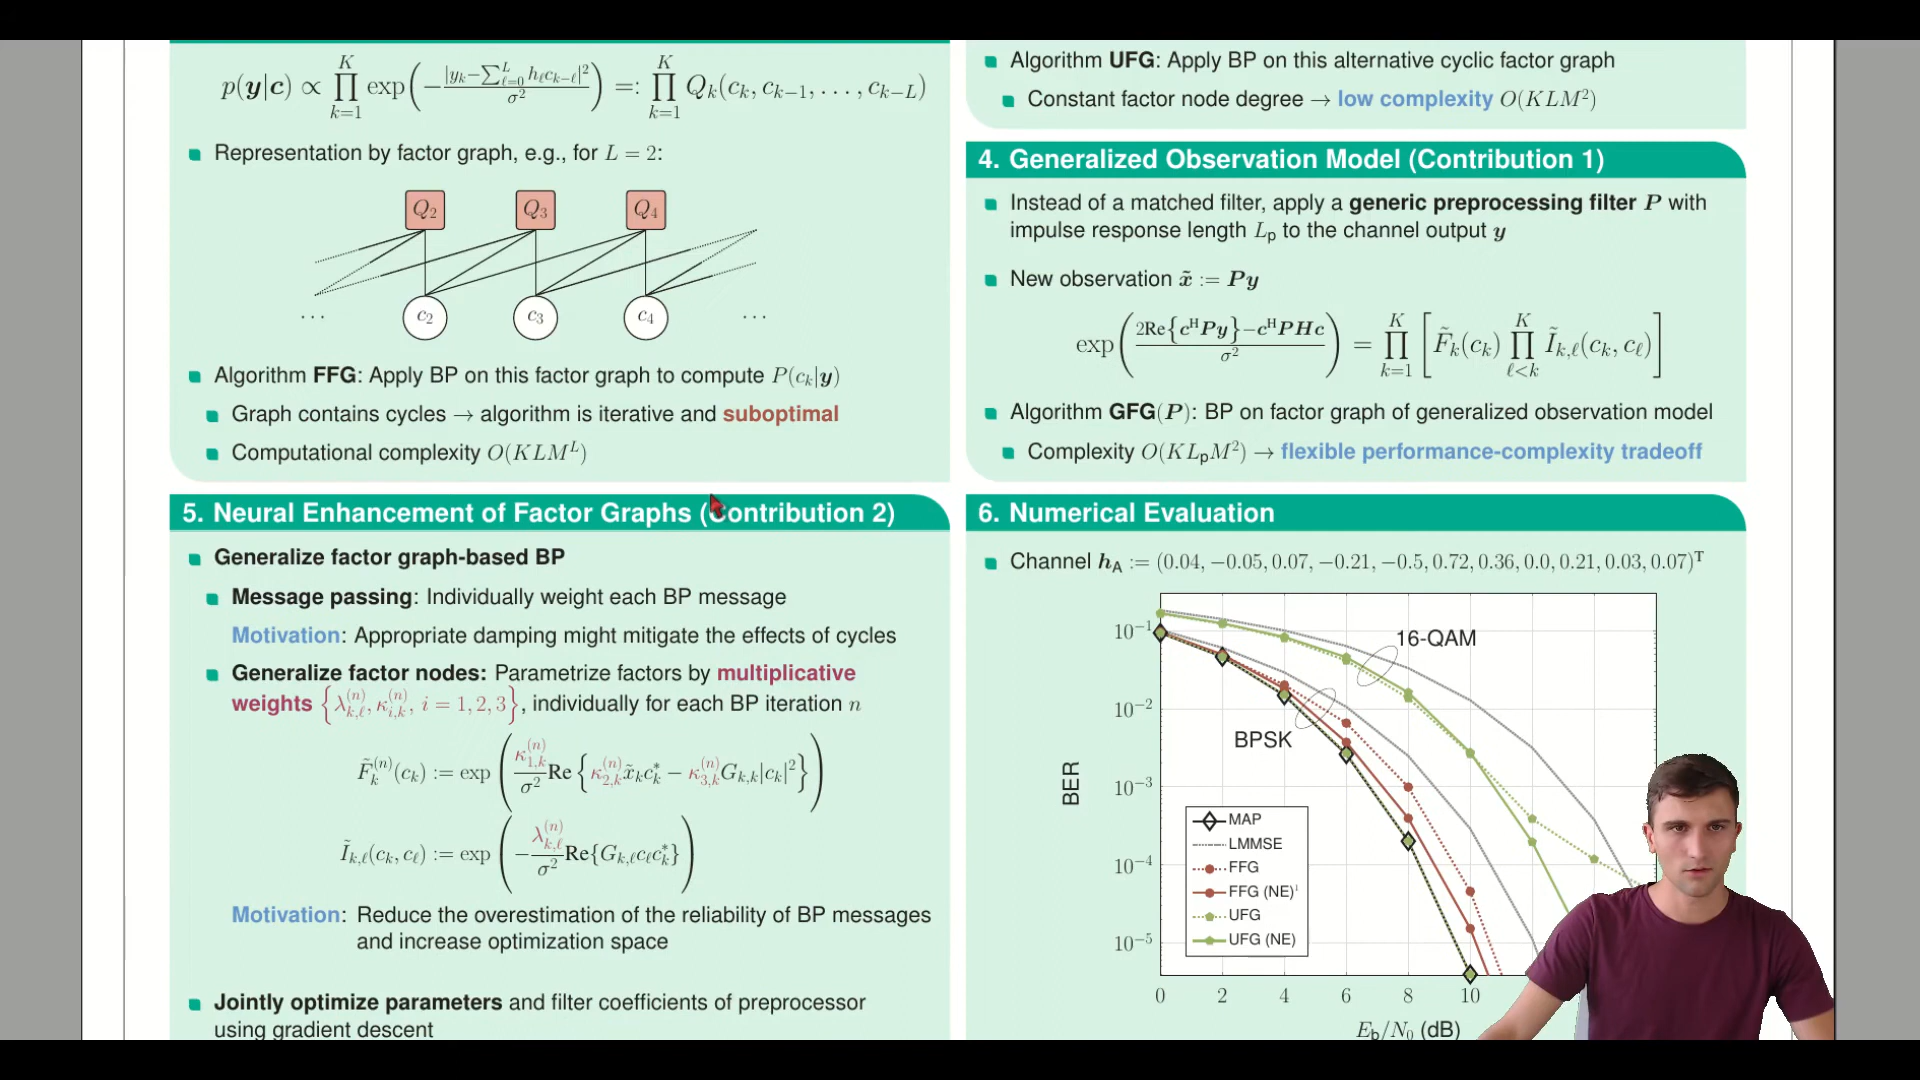 p(y|c) ∝ ∏_{k=1}^{K} exp(−|y_k−∑_{ℓ=0}^{L} h_ℓ c_{k−ℓ}|²/σ²) =: ∏_{k=1}^{K} Q_k(c_k, c_{k−1}, . . . , c_{k−L})
Representation by factor graph, e.g., for L = 2:
Q₂ Q₃ Q₄
· · · c₂ c₃ c₄ · · ·
Algorithm FFG: Apply BP on this factor graph to compute P(c_k|y)
Graph contains cycles → algorithm is iterative and suboptimal
Computational complexity O(KLM^L)
Algorithm UFG: Apply BP on this alternative cyclic factor graph
Constant factor node degree → low complexity O(KLM²)
4. Generalized Observation Model (Contribution 1)
Instead of a matched filter, apply a generic preprocessing filter P with
impulse response length L_p to the channel output y
New observation x̃ := Py
exp((2Re{c^H Py}−c^H PHc)/σ²) = ∏_{k=1}^{K} [F̃_k(c_k) ∏_{ℓ<k}^{K} Ĩ_{k,ℓ}(c_k, c_ℓ)]
Algorithm GFG(P): BP on factor graph of generalized observation model
Complexity O(KL_pM²) → flexible performance-complexity tradeoff
5. Neural Enhancement of Factor Graphs (Contribution 2)
Generalize factor graph-based BP
Message passing: Individually weight each BP message
Motivation: Appropriate damping might mitigate the effects of cycles
Generalize factor nodes: Parametrize factors by multiplicative
weights {λ_{k,ℓ}^{(n)}, κ_{i,k}^{(n)}, i = 1, 2, 3}, individually for each BP iteration n
F̃_k^{(n)}(c_k) := exp(κ_{1,k}^{(n)}/σ² Re{κ_{2,k}^{(n)} x̃_k c_k^* − κ_{3,k}^{(n)} G_{k,k}|c_k|²})
Ĩ_{k,ℓ}(c_k, c_ℓ) := exp(−λ_{k,ℓ}^{(n)}/σ² Re{G_{k,ℓ} c_ℓ c_k^*})
Motivation: Reduce the overestimation of the reliability of BP messages
and increase optimization space
Jointly optimize parameters and filter coefficients of preprocessor
using gradient descent
6. Numerical Evaluation
Channel h_A := (0.04, −0.05, 0.07, −0.21, −0.5, 0.72, 0.36, 0.0, 0.21, 0.03, 0.07)^T
10⁻¹
10⁻²
10⁻³
10⁻⁴
10⁻⁵
BER
16-QAM
BPSK
MAP
LMMSE
FFG
FFG (NE)¹
UFG
UFG (NE)
0 2 4 6 8 10
E_b/N_0 (dB)